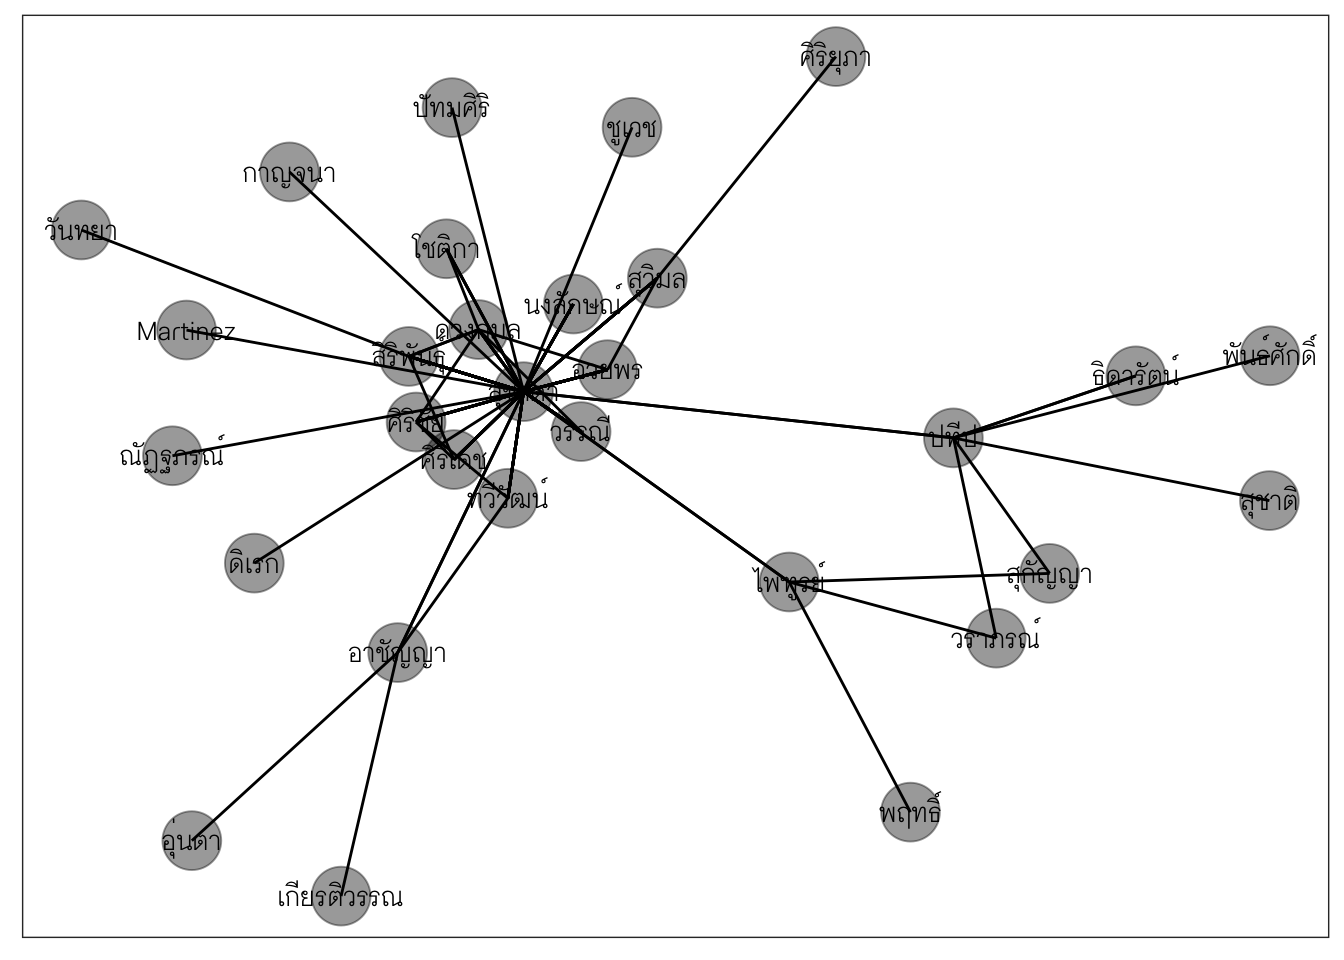 ศิริยุภา
ปัทมศิริ
ชูเวช
กาญจนา
วันทยา
โชติกา
สุวิมล
นงลักษณ์
Martinez
ดวงกมล
สิริพันธุ์
อวยพร
พันธ์ศักดิ์
ธิดารัตน์
ศิริชัย
วรรณี
ปทีป
ณัฏฐภรณ์
ศิริเดช
ทวีวัฒน์
สุชาติ
ดิเรก
ไพฑูรย์
สุกัญญา
วราภรณ์
อาชัญญา
พฤทธิ์
อุ่นตา
เกียรติวรรณ